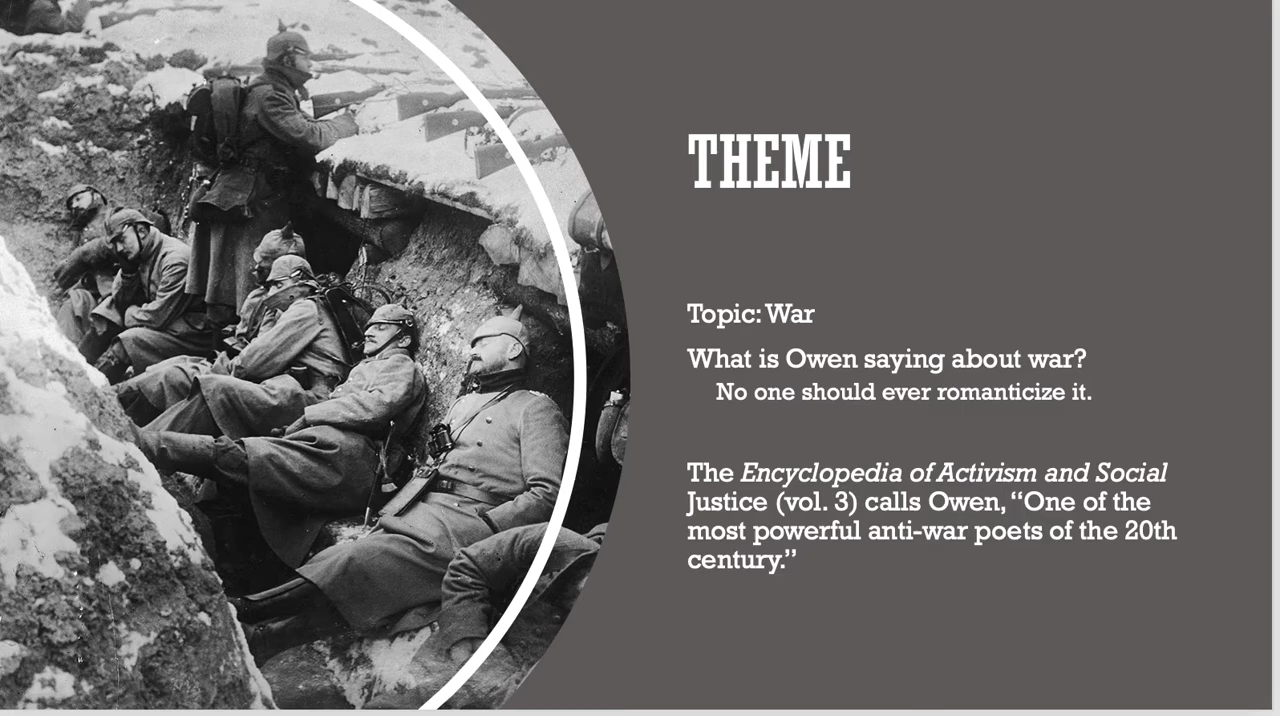 THEME
Topic: War
What is Owen saying about war?
No one should ever romanticize it.
The Encyclopedia of Activism and Social
Justice (vol. 3) calls Owen, “One of the
most powerful anti-war poets of the 20th
century.”